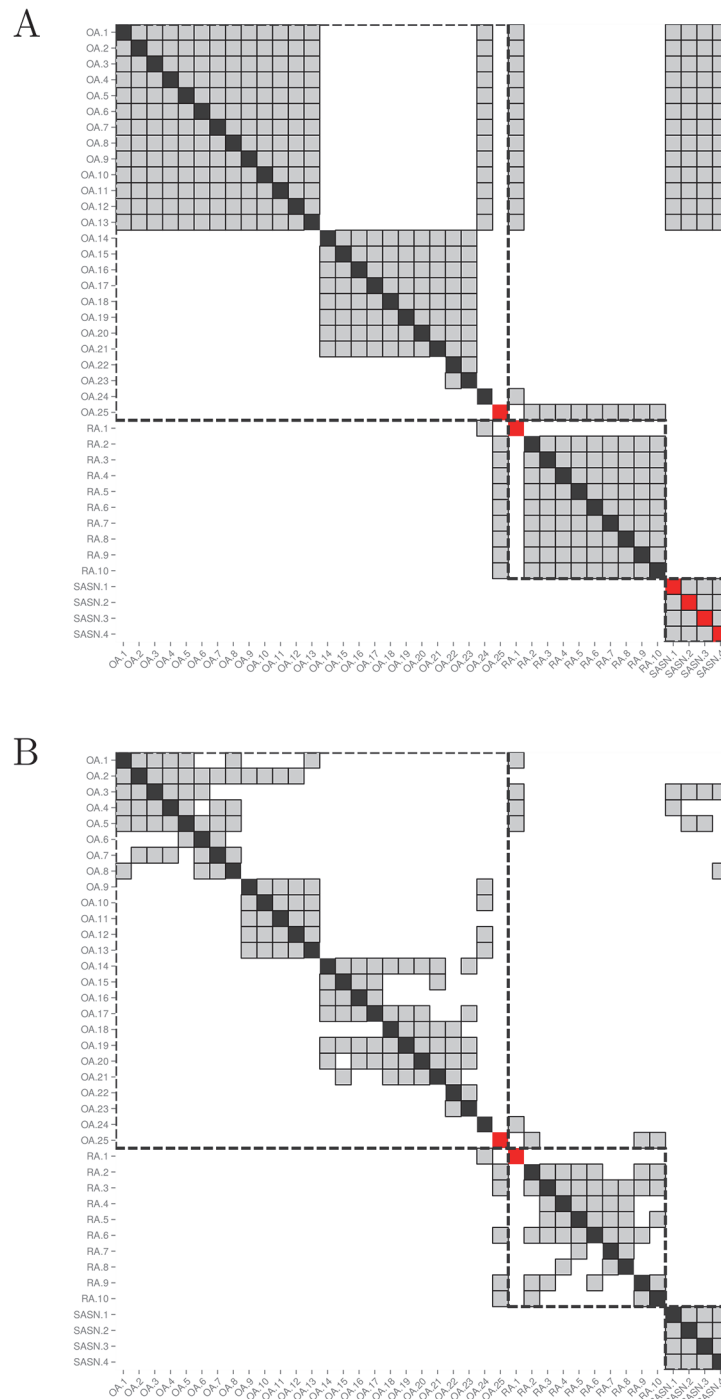 A
OA.1
OA.2
OA.3
OA.4
OA.5
OA.6
OA.7
OA.8
OA.9
OA.10
OA.11
OA.12
OA.13
OA.14
OA.15
OA.16
OA.17
OA.18
OA.19
OA.20
OA.21
OA.22
OA.23
OA.24
OA.25
RA.1
RA.2
RA.3
RA.4
RA.5
RA.6
RA.7
RA.8
RA.9
RA.10
SASN.1
SASN.2
SASN.3
SASN.4
OA.1 OA.2 OA.3 OA.4 OA.5 OA.6 OA.7 OA.8 OA.9 OA.10 OA.11 OA.12 OA.13 OA.14 OA.15 OA.16 OA.17 OA.18 OA.19 OA.20 OA.21 OA.22 OA.23 OA.24 OA.25 RA.1 RA.2 RA.3 RA.4 RA.5 RA.6 RA.7 RA.8 RA.9 RA.10 SASN.1 SASN.2 SASN.3 SASN.4
B
OA.1
OA.2
OA.3
OA.4
OA.5
OA.6
OA.7
OA.8
OA.9
OA.10
OA.11
OA.12
OA.13
OA.14
OA.15
OA.16
OA.17
OA.18
OA.19
OA.20
OA.21
OA.22
OA.23
OA.24
OA.25
RA.1
RA.2
RA.3
RA.4
RA.5
RA.6
RA.7
RA.8
RA.9
RA.10
SASN.1
SASN.2
SASN.3
SASN.4
OA.1 OA.2 OA.3 OA.4 OA.5 OA.6 OA.7 OA.8 OA.9 OA.10 OA.11 OA.12 OA.13 OA.14 OA.15 OA.16 OA.17 OA.18 OA.19 OA.20 OA.21 OA.22 OA.23 OA.24 OA.25 RA.1 RA.2 RA.3 RA.4 RA.5 RA.6 RA.7 RA.8 RA.9 RA.10 SASN.1 SASN.2 SASN.3 SASN.4